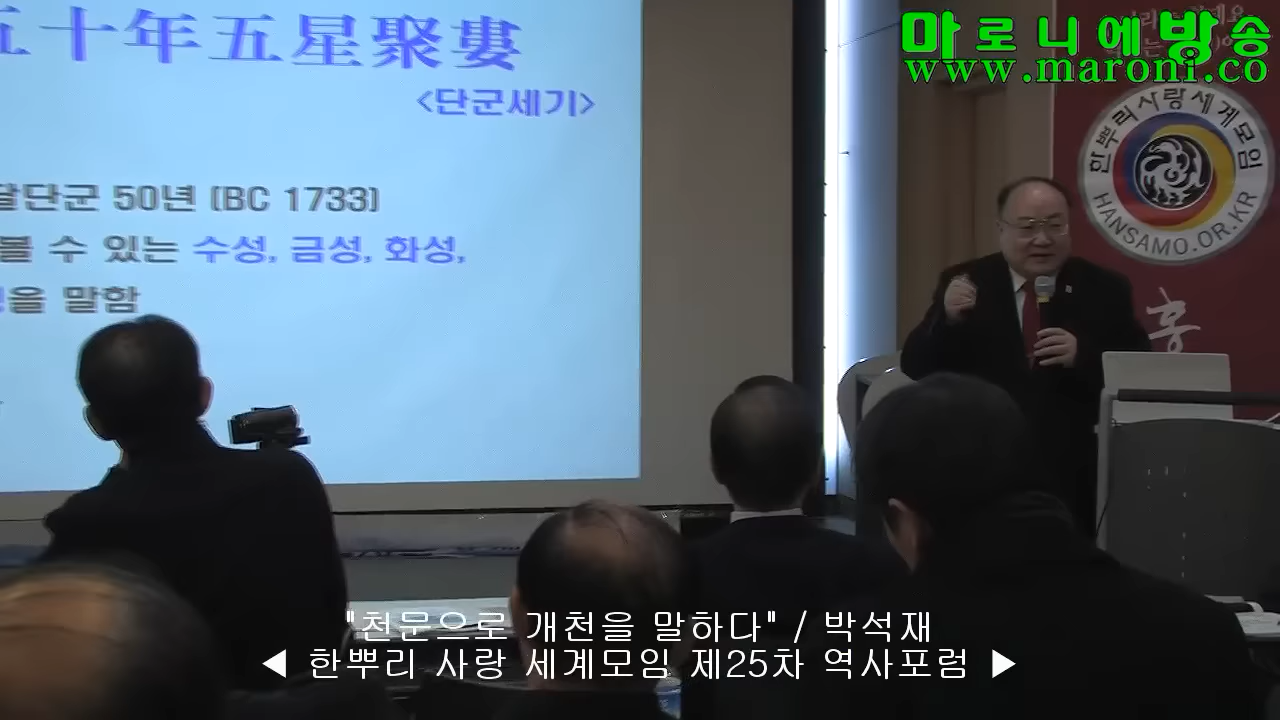 五十年五星聚婁
<단군세기>
달단군 50년 (BC 1733)
볼 수 있는 수성, 금성, 화성,
을 말함
마로니에방송
www.maroni.co
한뿌리사랑세계모임
HANSAMO.OR.KR
홍
"천문으로 개천을 말하다" / 박석재
◀ 한뿌리 사랑 세계모임 제25차 역사포럼 ▶